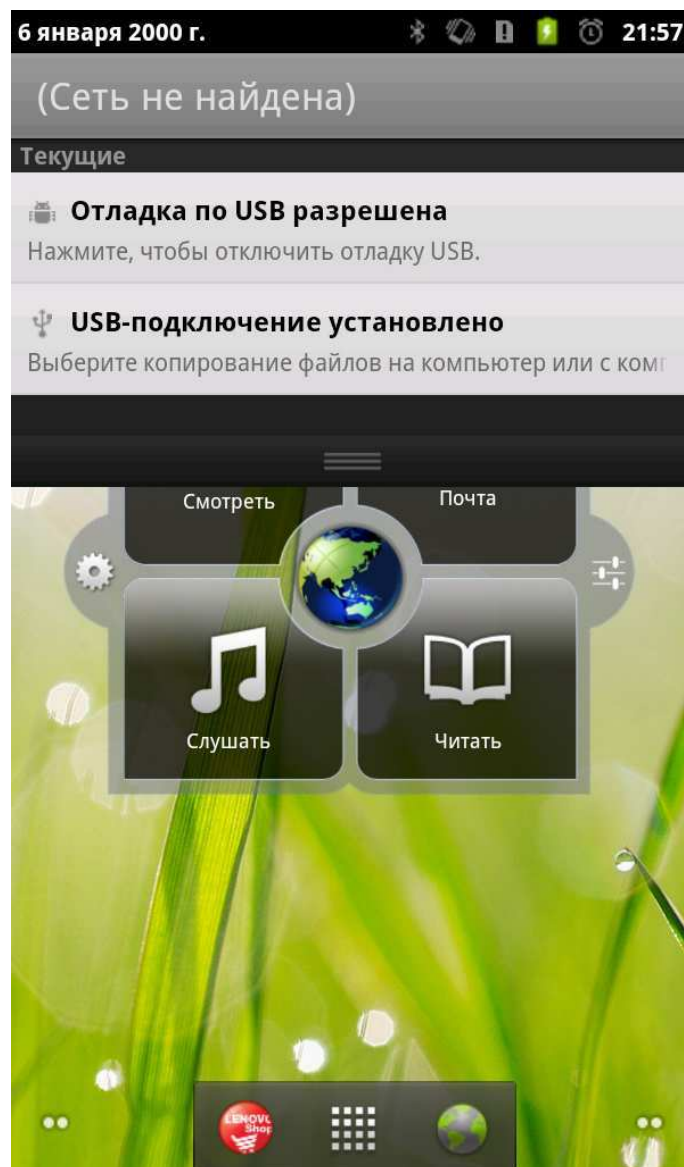 6 января 2000 г. 21:57
(Сеть не найдена)
Текущие
Отладка по USB разрешена
Нажмите, чтобы отключить отладку USB.
USB-подключение установлено
Выберите копирование файлов на компьютер или с комп
Смотреть Почта
Слушать Читать
LENOVO
Shop